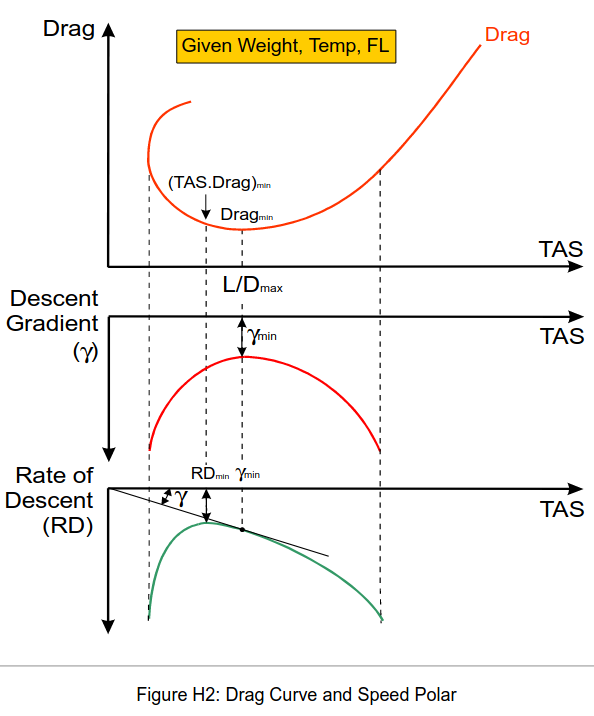 Drag
Given Weight, Temp, FL
Drag
(TAS.Drag)min
Dragmin
TAS
L/Dmax
Descent
Gradient
(γ)
TAS
γmin
RDmin γmin
Rate of
Descent
(RD)
γ
TAS
Figure H2: Drag Curve and Speed Polar